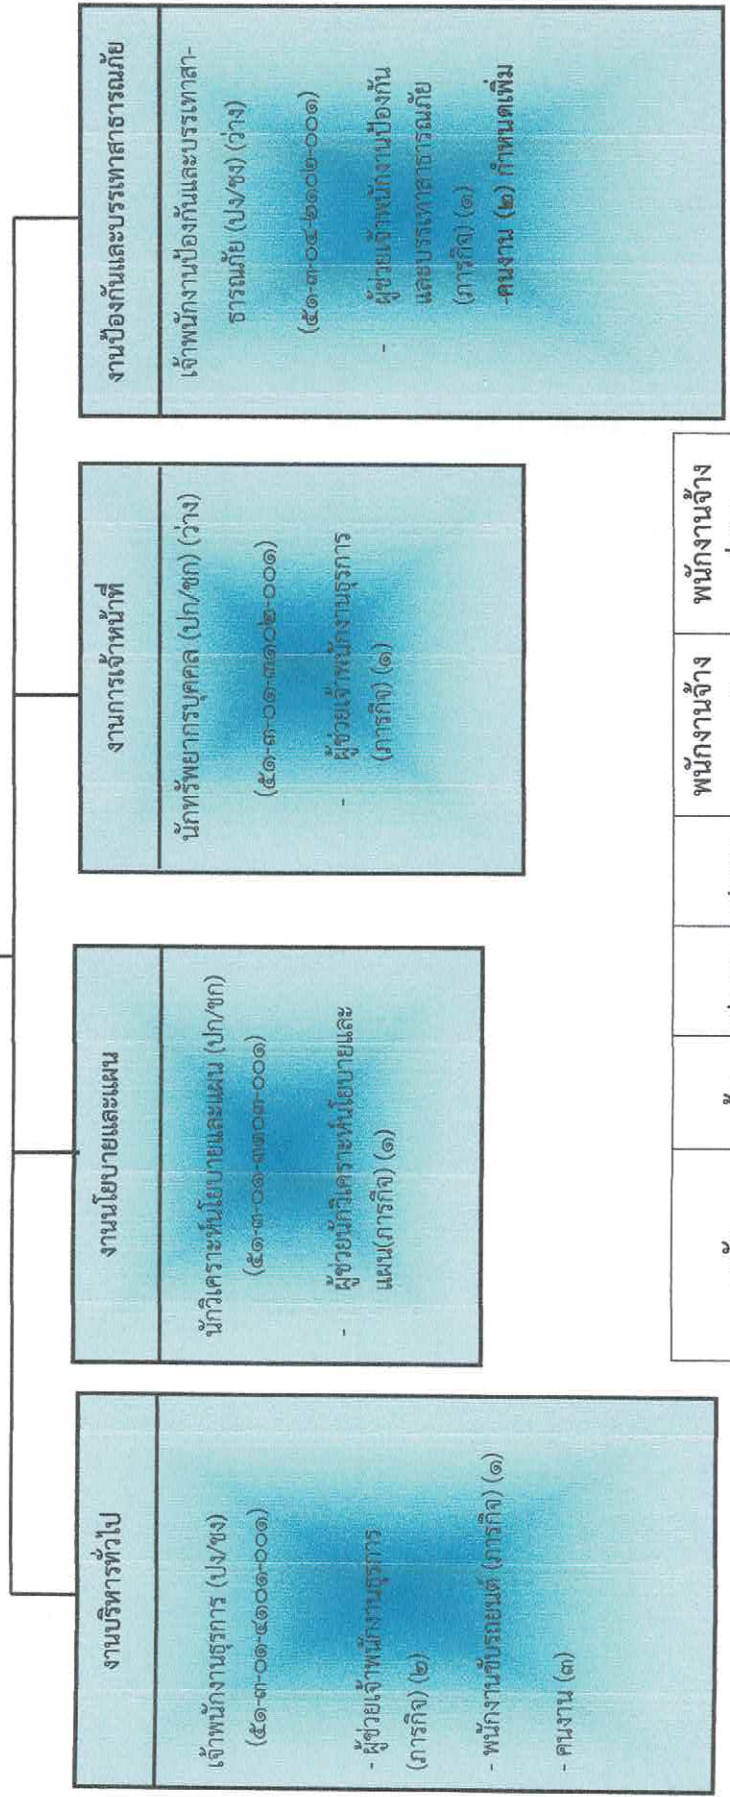 งานบริหารทั่วไป
เจ้าพนักงานธุรการ (ปง/ชง)
(๕๑-๓-๐๑-๔๑๐๑-๐๐๑)
- ผู้ช่วยเจ้าพนักงานธุรการ
(ภารกิจ) (๒)
- พนักงานขับรถยนต์ (ภารกิจ) (๑)
- คนงาน (๓)
งานนโยบายและแผน
นักวิเคราะห์นโยบายและแผน (ปก/ชก)
(๕๑-๓-๐๑-๓๑๐๓-๐๐๑)
- ผู้ช่วยนักวิเคราะห์นโยบายและ
แผน(ภารกิจ) (๑)
งานการเจ้าหน้าที่
นักทรัพยากรบุคคล (ปก/ชก) (ว่าง)
(๕๑-๓-๐๑-๓๑๐๒-๐๐๑)
- ผู้ช่วยเจ้าพนักงานธุรการ
(ภารกิจ) (๑)
งานป้องกันและบรรเทาสาธารณภัย
เจ้าพนักงานป้องกันและบรรเทาสา-
ธารณภัย (ปง/ชง) (ว่าง)
(๕๑-๓-๐๔-๒๑๐๒-๐๐๑)
- ผู้ช่วยเจ้าพนักงานป้องกัน
และบรรเทาสาธารณภัย
(ภารกิจ) (๑)
-คนงาน (๒) กำหนดเพิ่ม
พนักงานจ้าง
พนักงานจ้าง